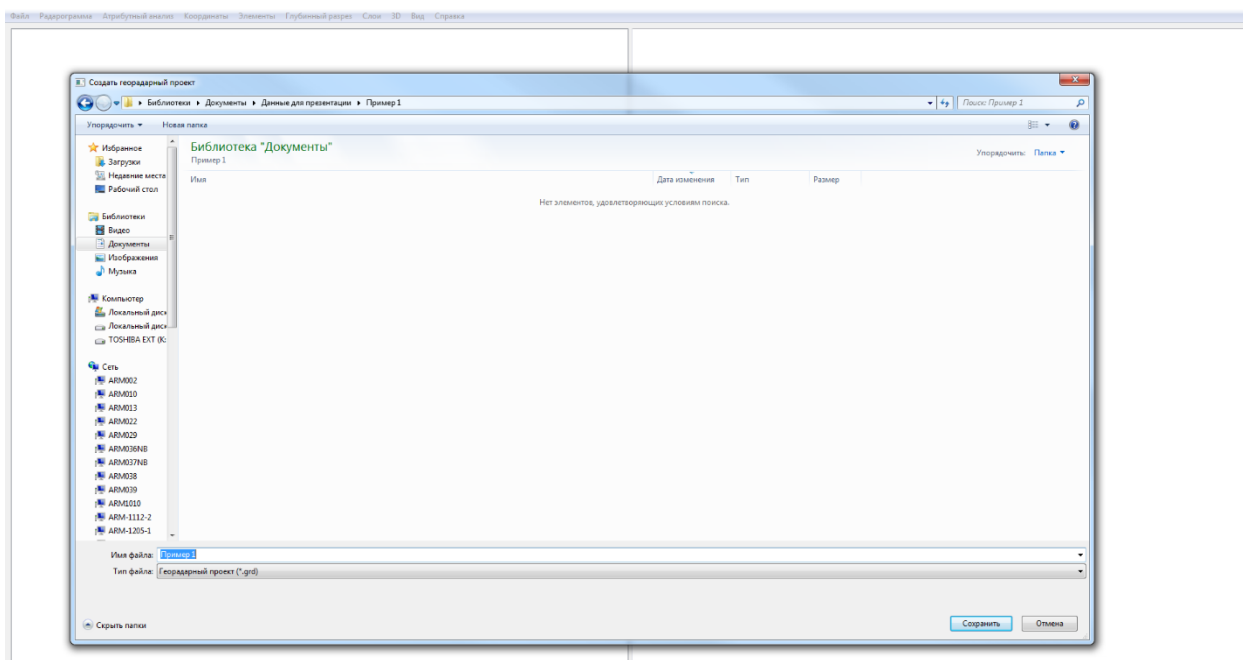 Файл Радарограмма Атрибутный анализ Координаты Элементы Глубинный разрез Слои 3D Вид Справка
Создать георадарный проект
Библиотеки Документы Данные для презентации Пример 1
Поиск: Пример 1
Упорядочить Новая папка
Избранное
Загрузки
Недавние места
Рабочий стол
Библиотеки
Видео
Документы
Изображения
Музыка
Компьютер
Локальный диск
Локальный диск
TOSHIBA EXT (K:
Сеть
ARM002
ARM010
ARM013
ARM022
ARM029
ARM036NB
ARM037NB
ARM038
ARM039
ARM1010
ARM-1112-2
ARM-1205-1
Библиотека "Документы"
Пример 1
Упорядочить: Папка
Имя Дата изменения Тип Размер
Нет элементов, удовлетворяющих условиям поиска.
Имя файла: Пример 1
Тип файла: Георадарный проект (*.grd)
Скрыть папки
Сохранить Отмена